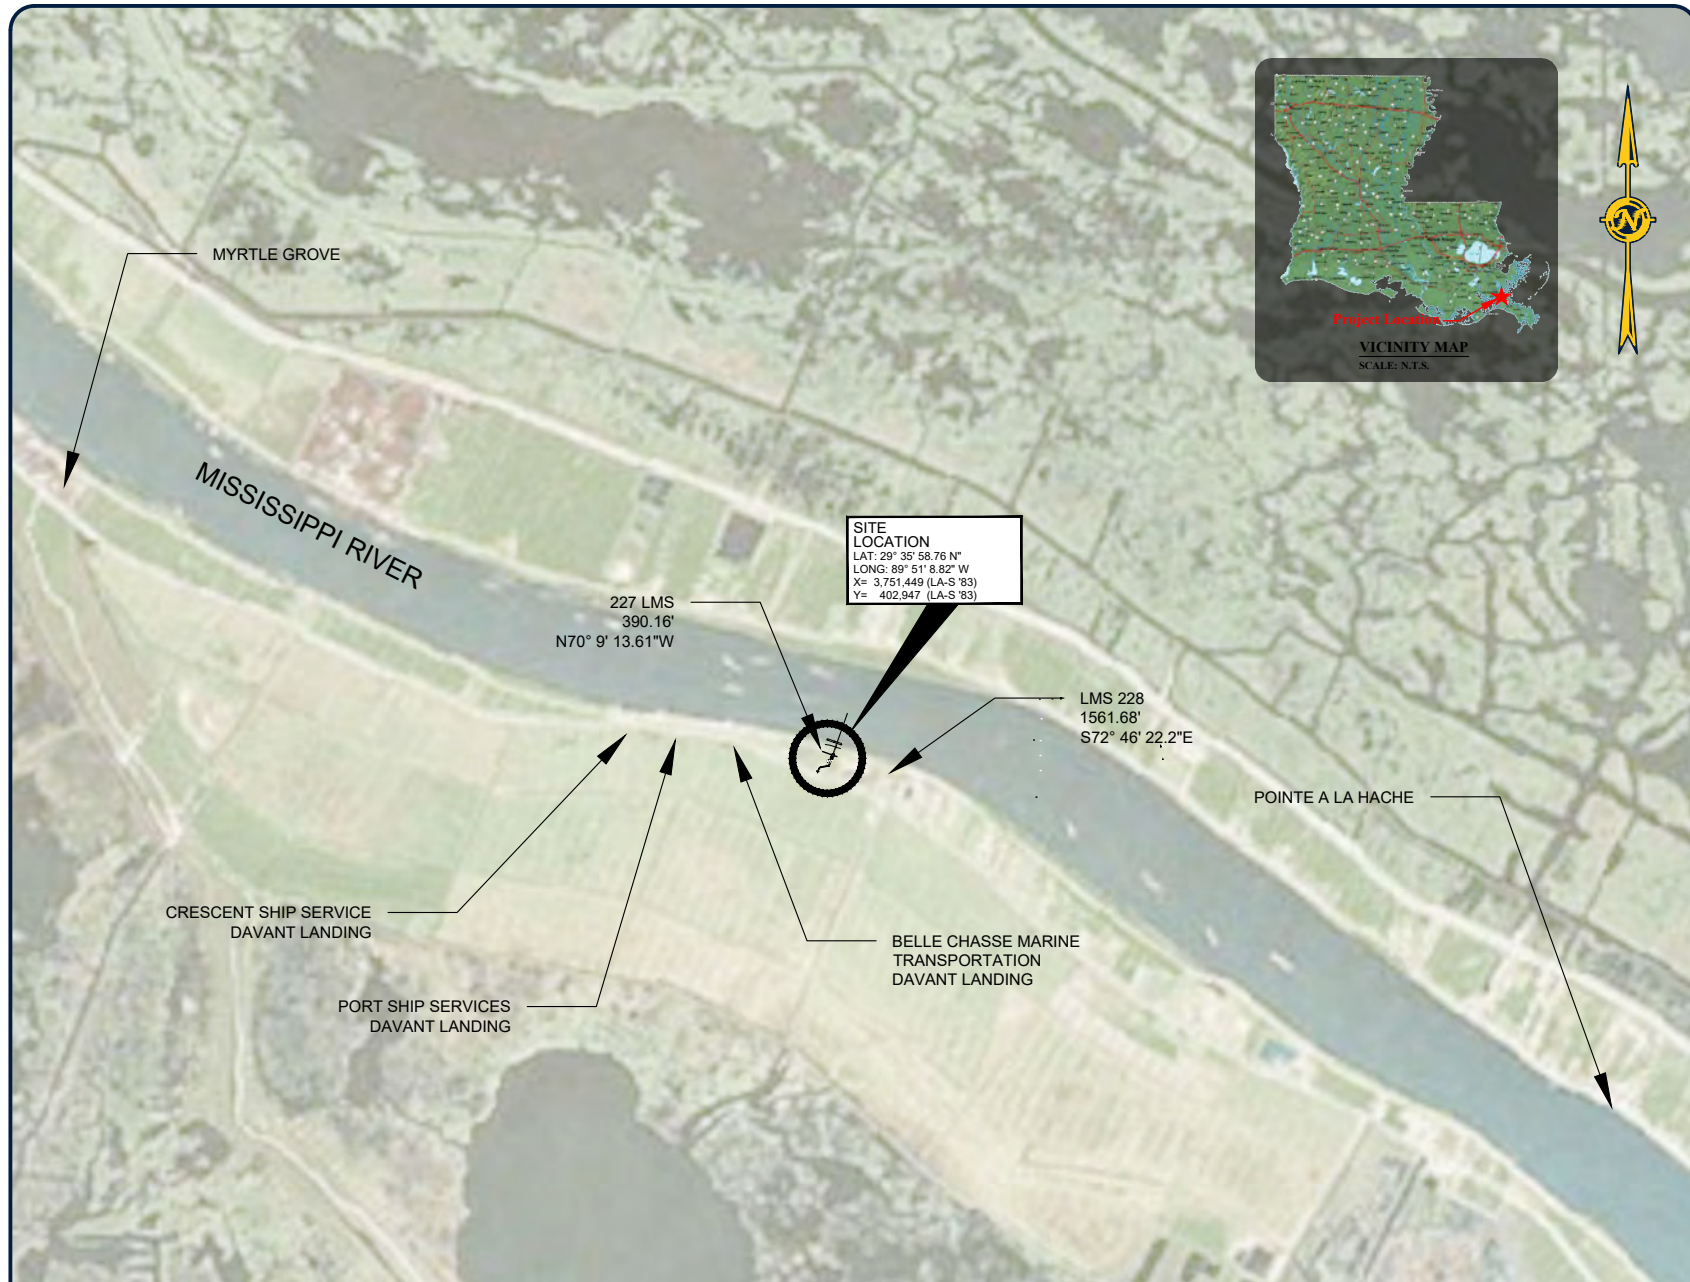 Project Location
VICINITY MAP
SCALE: N.T.S.
N
MYRTLE GROVE
MISSISSIPPI RIVER
SITE
LOCATION
LAT: 29° 35' 58.76 N"
LONG: 89° 51' 8.82" W
X= 3,751,449 (LA-S '83)
Y= 402,947 (LA-S '83)
227 LMS
390.16'
N70° 9' 13.61"W
LMS 228
1561.68'
S72° 46' 22.2"E
POINTE A LA HACHE
CRESCENT SHIP SERVICE
DAVANT LANDING
BELLE CHASSE MARINE
TRANSPORTATION
DAVANT LANDING
PORT SHIP SERVICES
DAVANT LANDING